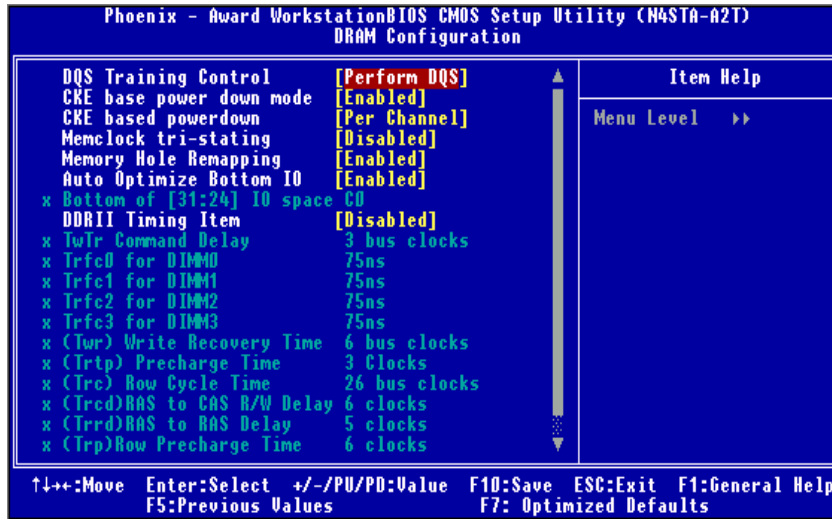 Phoenix - Award WorkstationBIOS CMOS Setup Utility (N4STA-A2T)
DRAM Configuration
DQS Training Control [Perform DQS]
CKE base power down mode [Enabled]
CKE based powerdown [Per Channel]
Memclock tri-stating [Disabled]
Memory Hole Remapping [Enabled]
Auto Optimize Bottom IO [Enabled]
x Bottom of [31:24] IO space C0
DDRII Timing Item [Disabled]
x TwTr Command Delay 3 bus clocks
x Trfc0 for DIMM0 75ns
x Trfc1 for DIMM1 75ns
x Trfc2 for DIMM2 75ns
x Trfc3 for DIMM3 75ns
x (Twr) Write Recovery Time 6 bus clocks
x (Trtp) Precharge Time 3 Clocks
x (Trc) Row Cycle Time 26 bus clocks
x (Trcd)RAS to CAS R/W Delay 6 clocks
x (Trrd)RAS to RAS Delay 5 clocks
x (Trp)Row Precharge Time 6 clocks
Item Help
Menu Level ▸▸
↑↓→←:Move Enter:Select +/-/PU/PD:Value F10:Save ESC:Exit F1:General Help
F5:Previous Values F7: Optimized Defaults